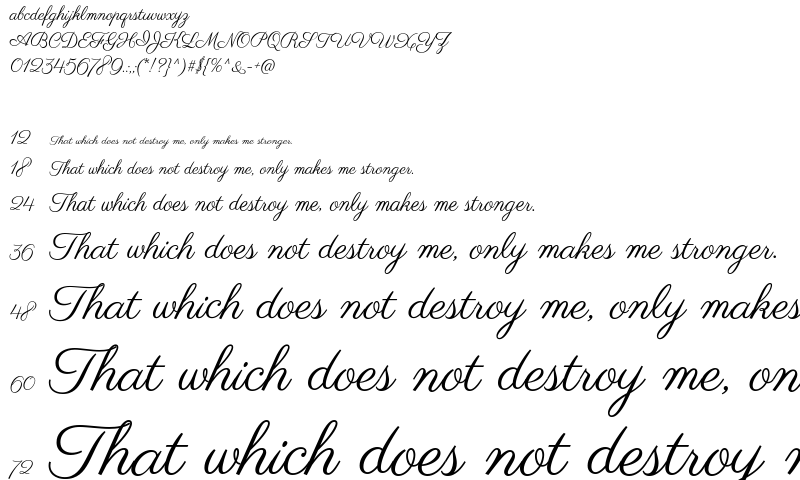 abcdefghijklmnopqrstuvwxyz
ABCDEFGHIJKLMNOPQRSTUVWXYZ
0123456789.:,;(*!?}^)#${%^&-+@
12 That which does not destroy me, only makes me stronger.
18 That which does not destroy me, only makes me stronger.
24 That which does not destroy me, only makes me stronger.
36 That which does not destroy me, only makes me stronger.
48 That which does not destroy me, only makes
60 That which does not destroy me, on
72 That which does not destroy